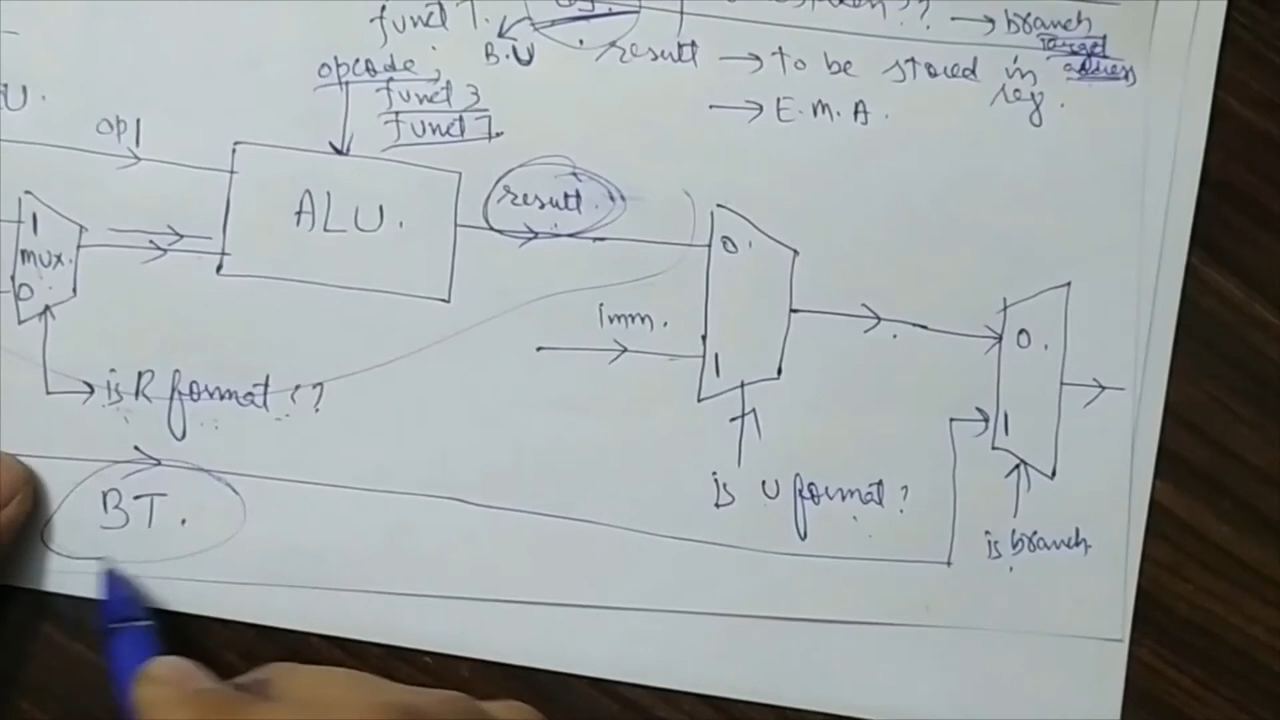 funct 7.
→ branch
Target
address
B.U
result → to be stored in
reg.
→ E.M.A.
opcode,
funct 3
funct 7.
U.
op1
ALU.
result.
1
mux.
0
0.
imm.
1
0.
1
is R format ??
BT.
is U format ?
is branch